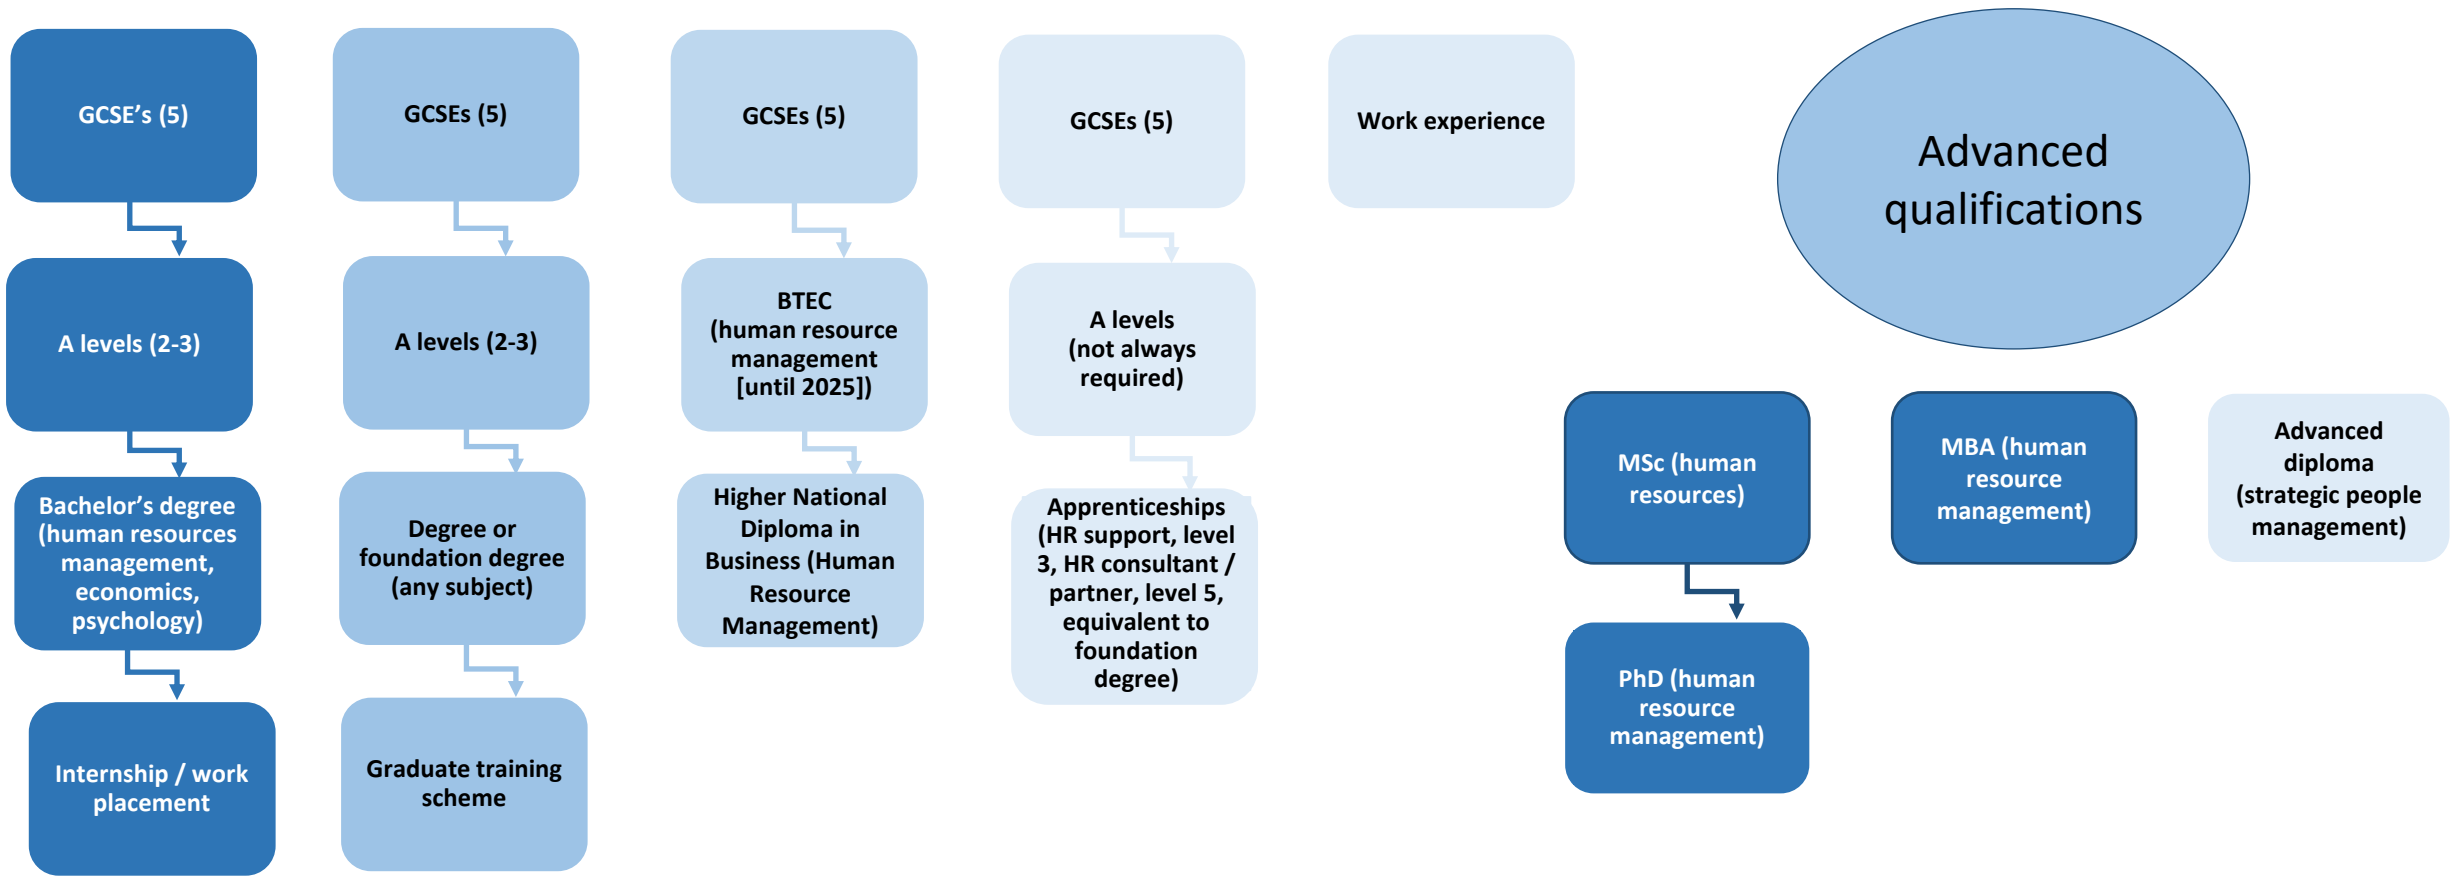 GCSE’s (5)
A levels (2-3)
Bachelor’s degree
(human resources
management,
economics,
psychology)
Internship / work
placement
GCSEs (5)
A levels (2-3)
Degree or
foundation degree
(any subject)
Graduate training
scheme
GCSEs (5)
BTEC
(human resource
management
[until 2025])
Higher National
Diploma in
Business (Human
Resource
Management)
GCSEs (5)
A levels
(not always
required)
Apprenticeships
(HR support, level
3, HR consultant /
partner, level 5,
equivalent to
foundation
degree)
Work experience
Advanced
qualifications
MSc (human
resources)
PhD (human
resource
management)
MBA (human
resource
management)
Advanced
diploma
(strategic people
management)